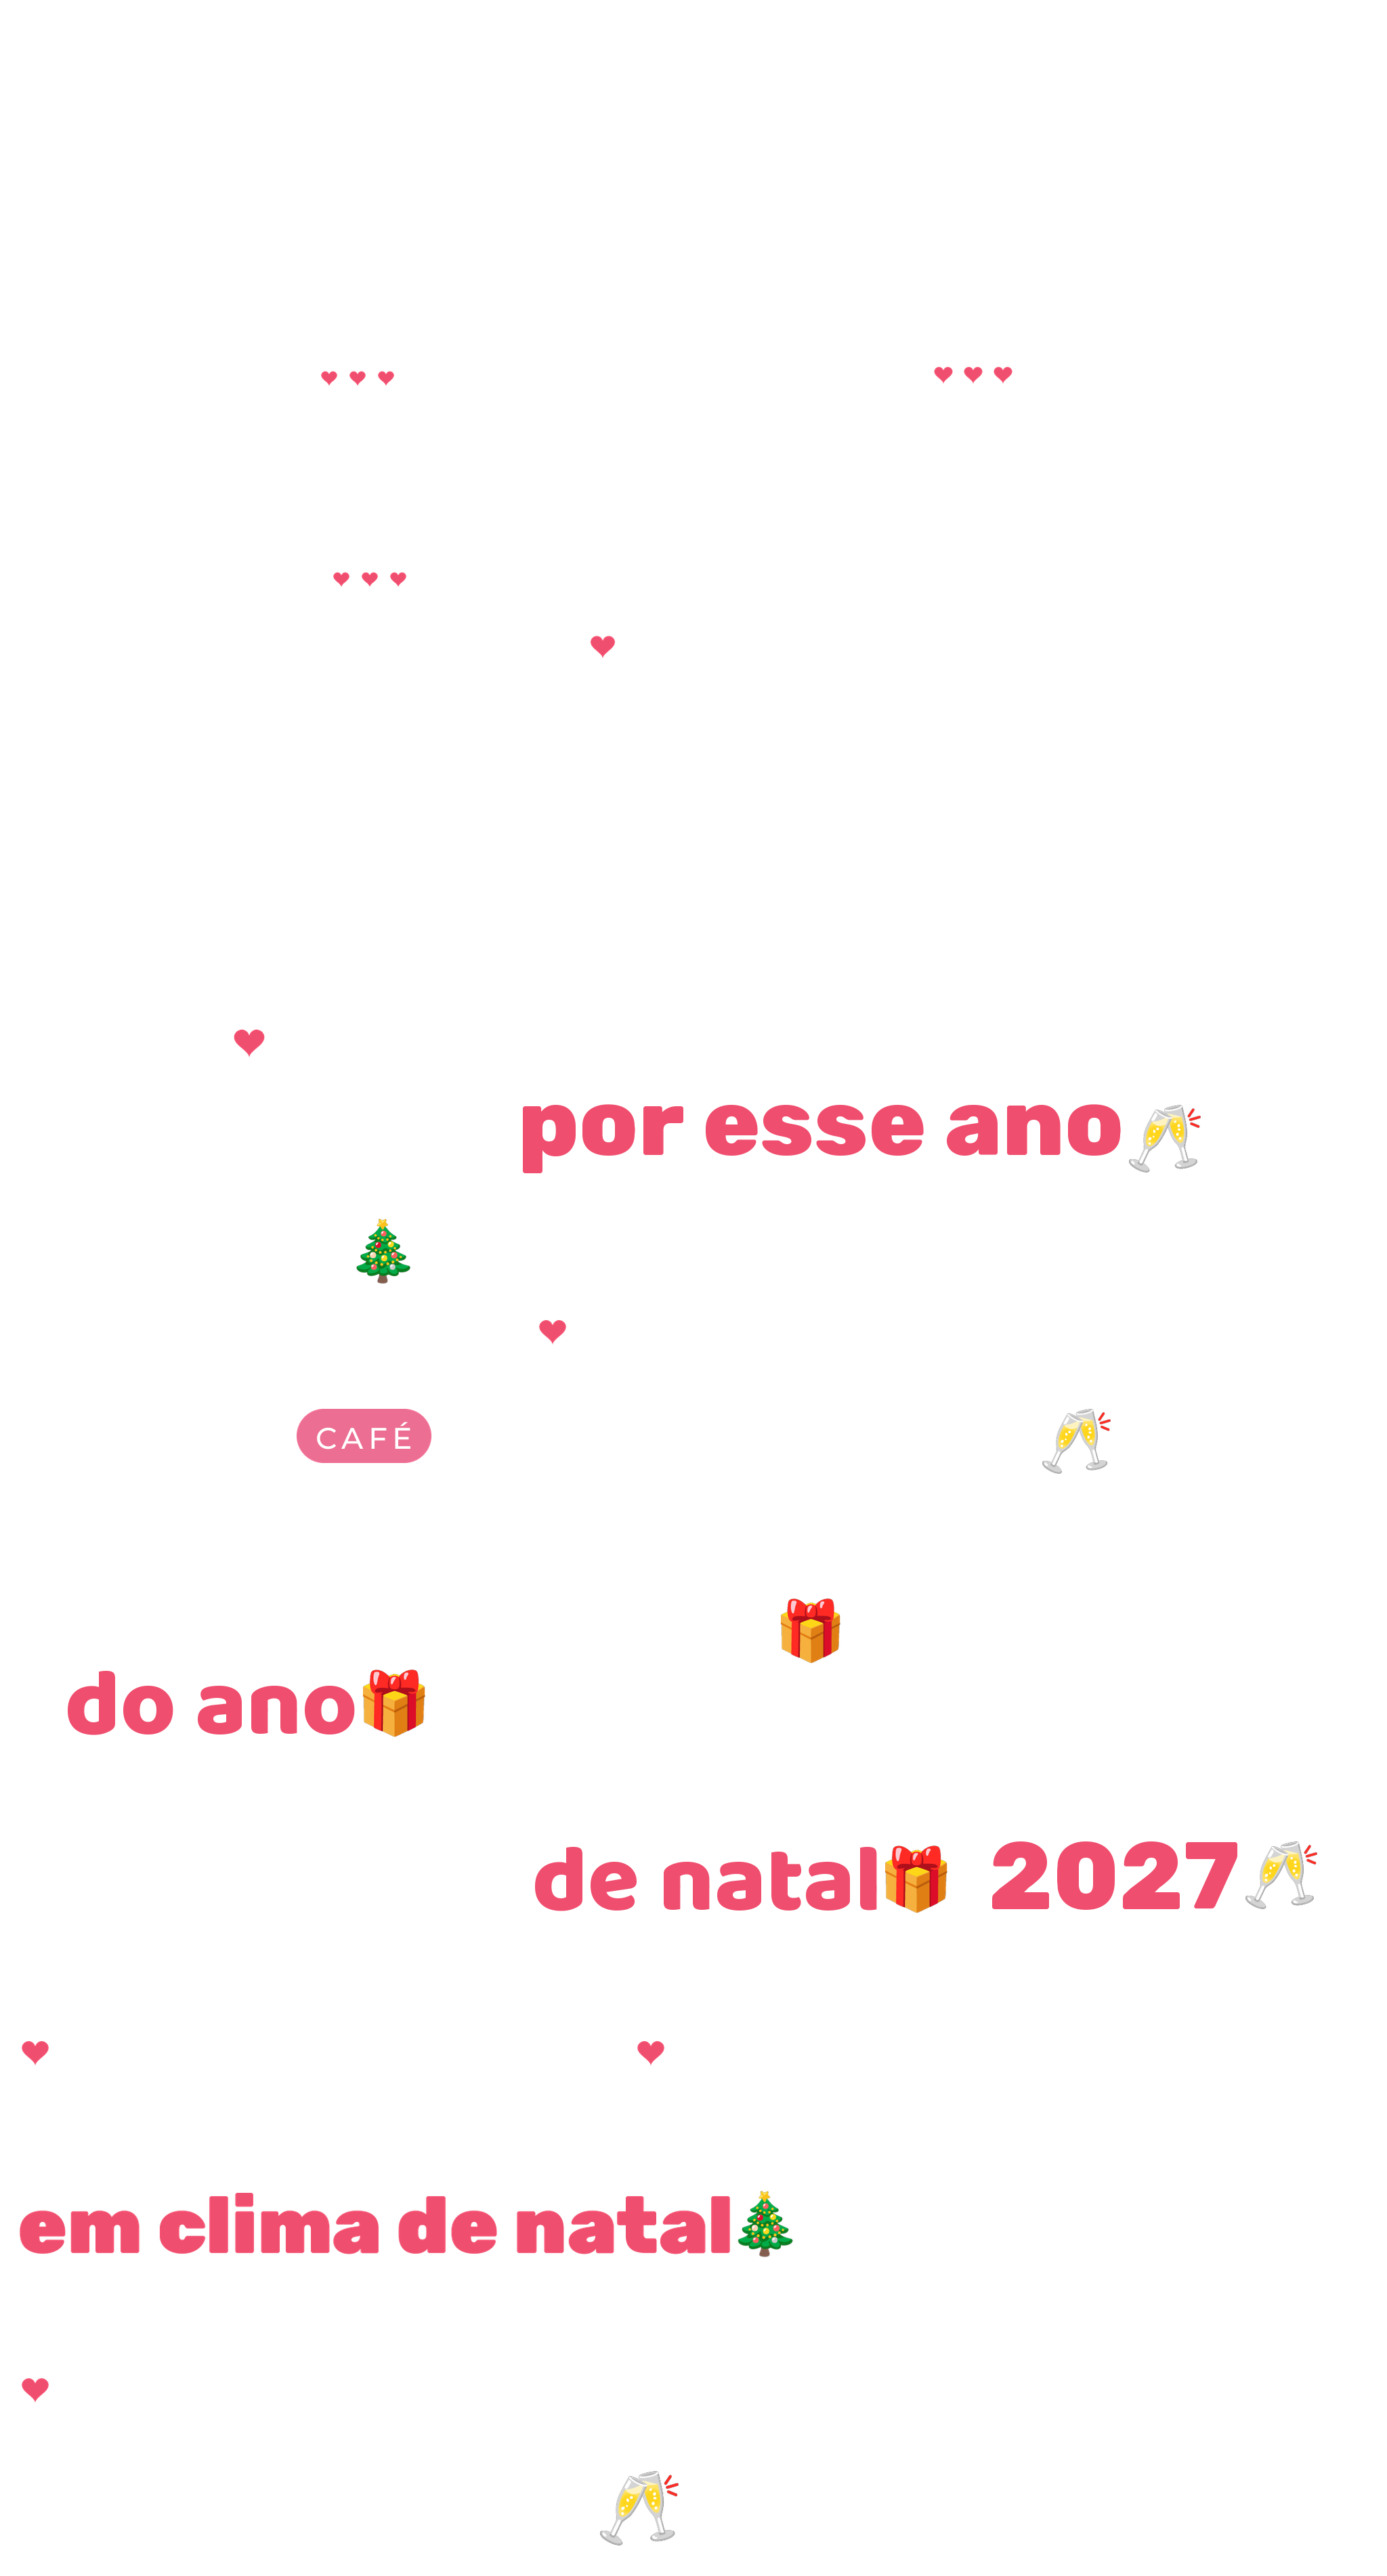 por esse ano🥂
🎄
CAFÉ
🥂
🎁
do ano🎁
de natal🎁 2027🥂
em clima de natal🎄
🥂